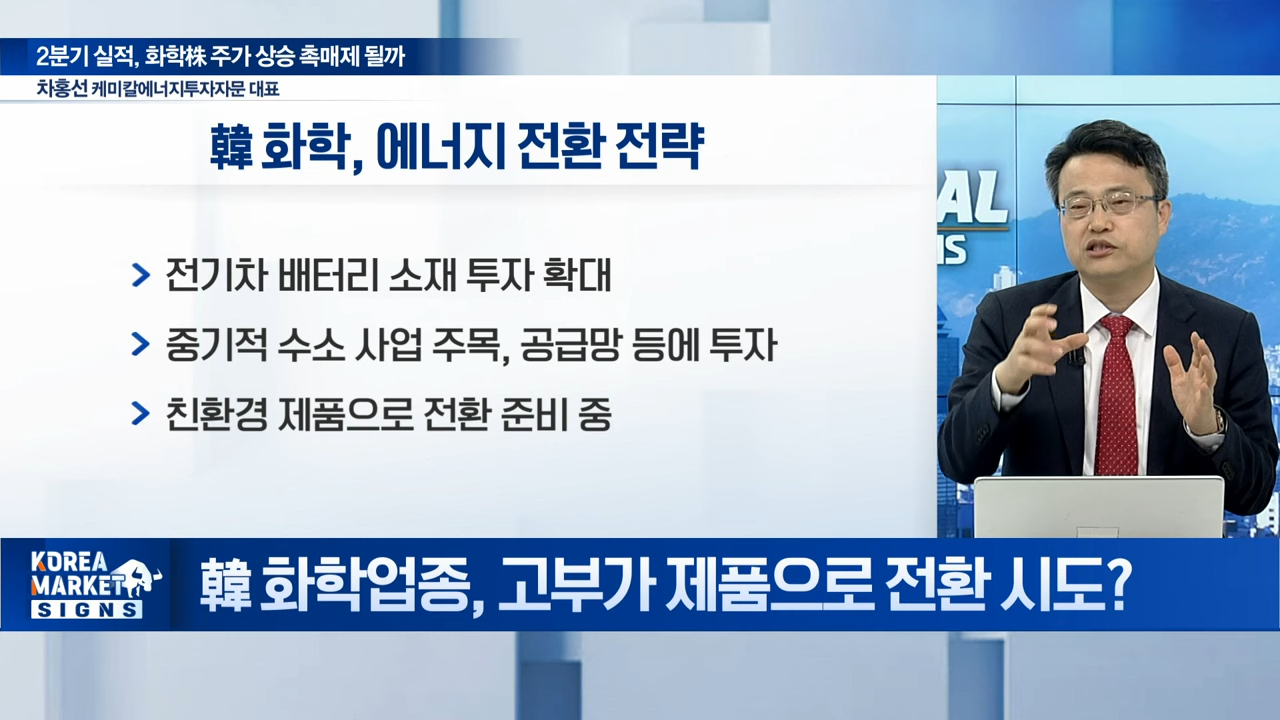 2분기 실적, 화학株 주가 상승 촉매제 될까
차홍선 케미칼에너지투자자문 대표
韓 화학, 에너지 전환 전략
> 전기차 배터리 소재 투자 확대
> 중기적 수소 사업 주목, 공급망 등에 투자
> 친환경 제품으로 전환 준비 중
AL
NS
KOREA
MARKET
SIGNS
韓 화학업종, 고부가 제품으로 전환 시도?